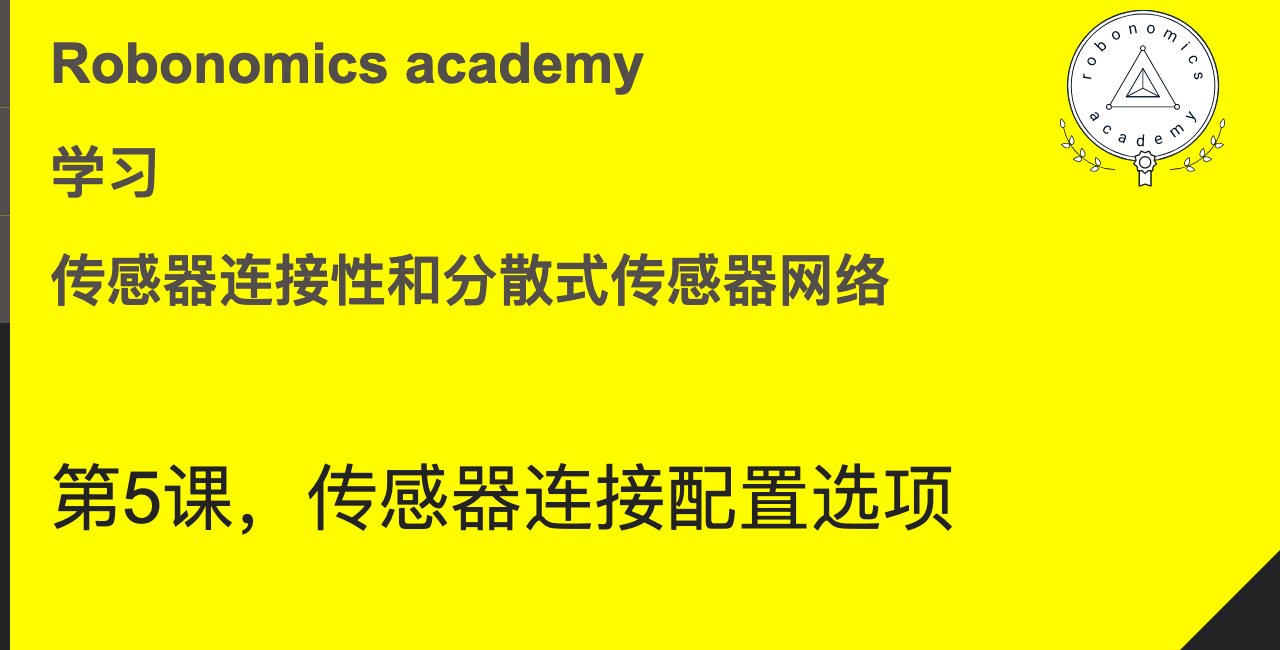 Robonomics academy
学习
传感器连接性和分散式传感器网络
第5课，传感器连接配置选项
robonomics
academy